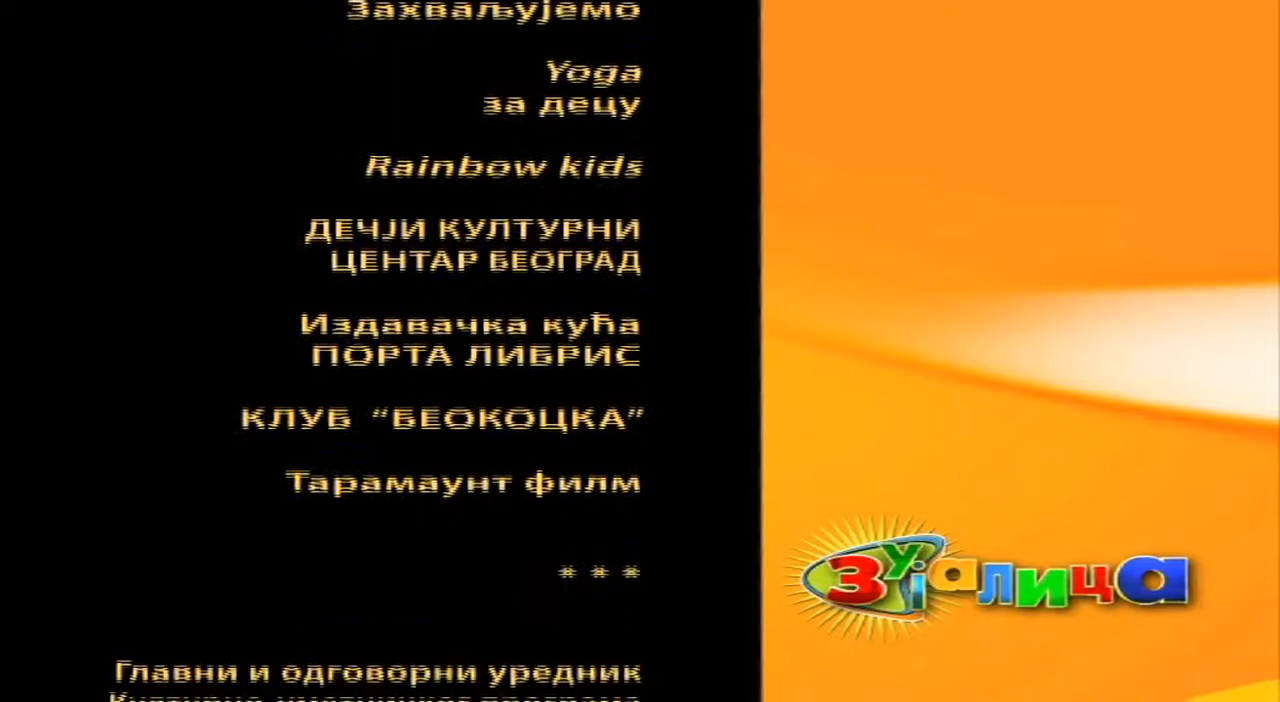 Захваљујемо
Yoga
за децу
Rainbow kids
ДЕЧЈИ КУЛТУРНИ
ЦЕНТАР БЕОГРАД
Издавачка кућа
ПОРТА ЛИБРИС
КЛУБ “БЕОКОЦКА”
Тарамаунт филм
* * *
Зујалица
Главни и одговорни уредник